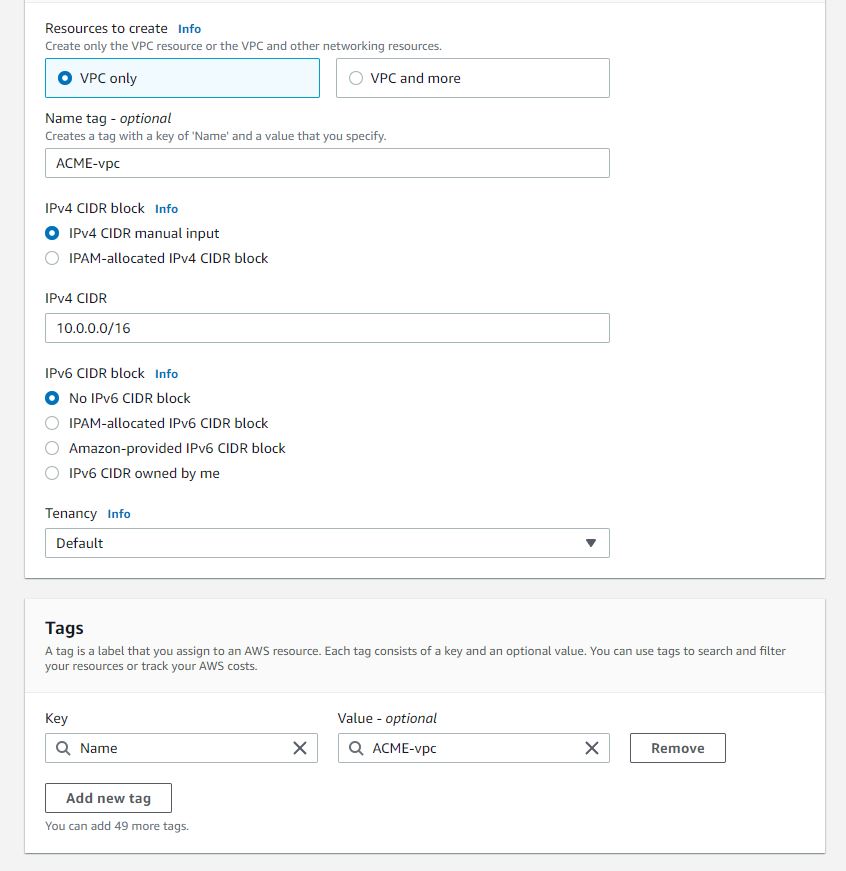 Resources to create Info
Create only the VPC resource or the VPC and other networking resources.
VPC only
VPC and more
Name tag - optional
Creates a tag with a key of 'Name' and a value that you specify.
ACME-vpc
IPv4 CIDR block Info
IPv4 CIDR manual input
IPAM-allocated IPv4 CIDR block
IPv4 CIDR
10.0.0.0/16
IPv6 CIDR block Info
No IPv6 CIDR block
IPAM-allocated IPv6 CIDR block
Amazon-provided IPv6 CIDR block
IPv6 CIDR owned by me
Tenancy Info
Default
Tags
A tag is a label that you assign to an AWS resource. Each tag consists of a key and an optional value. You can use tags to search and filter
your resources or track your AWS costs.
Key
Value - optional
Name
ACME-vpc
Remove
Add new tag
You can add 49 more tags.